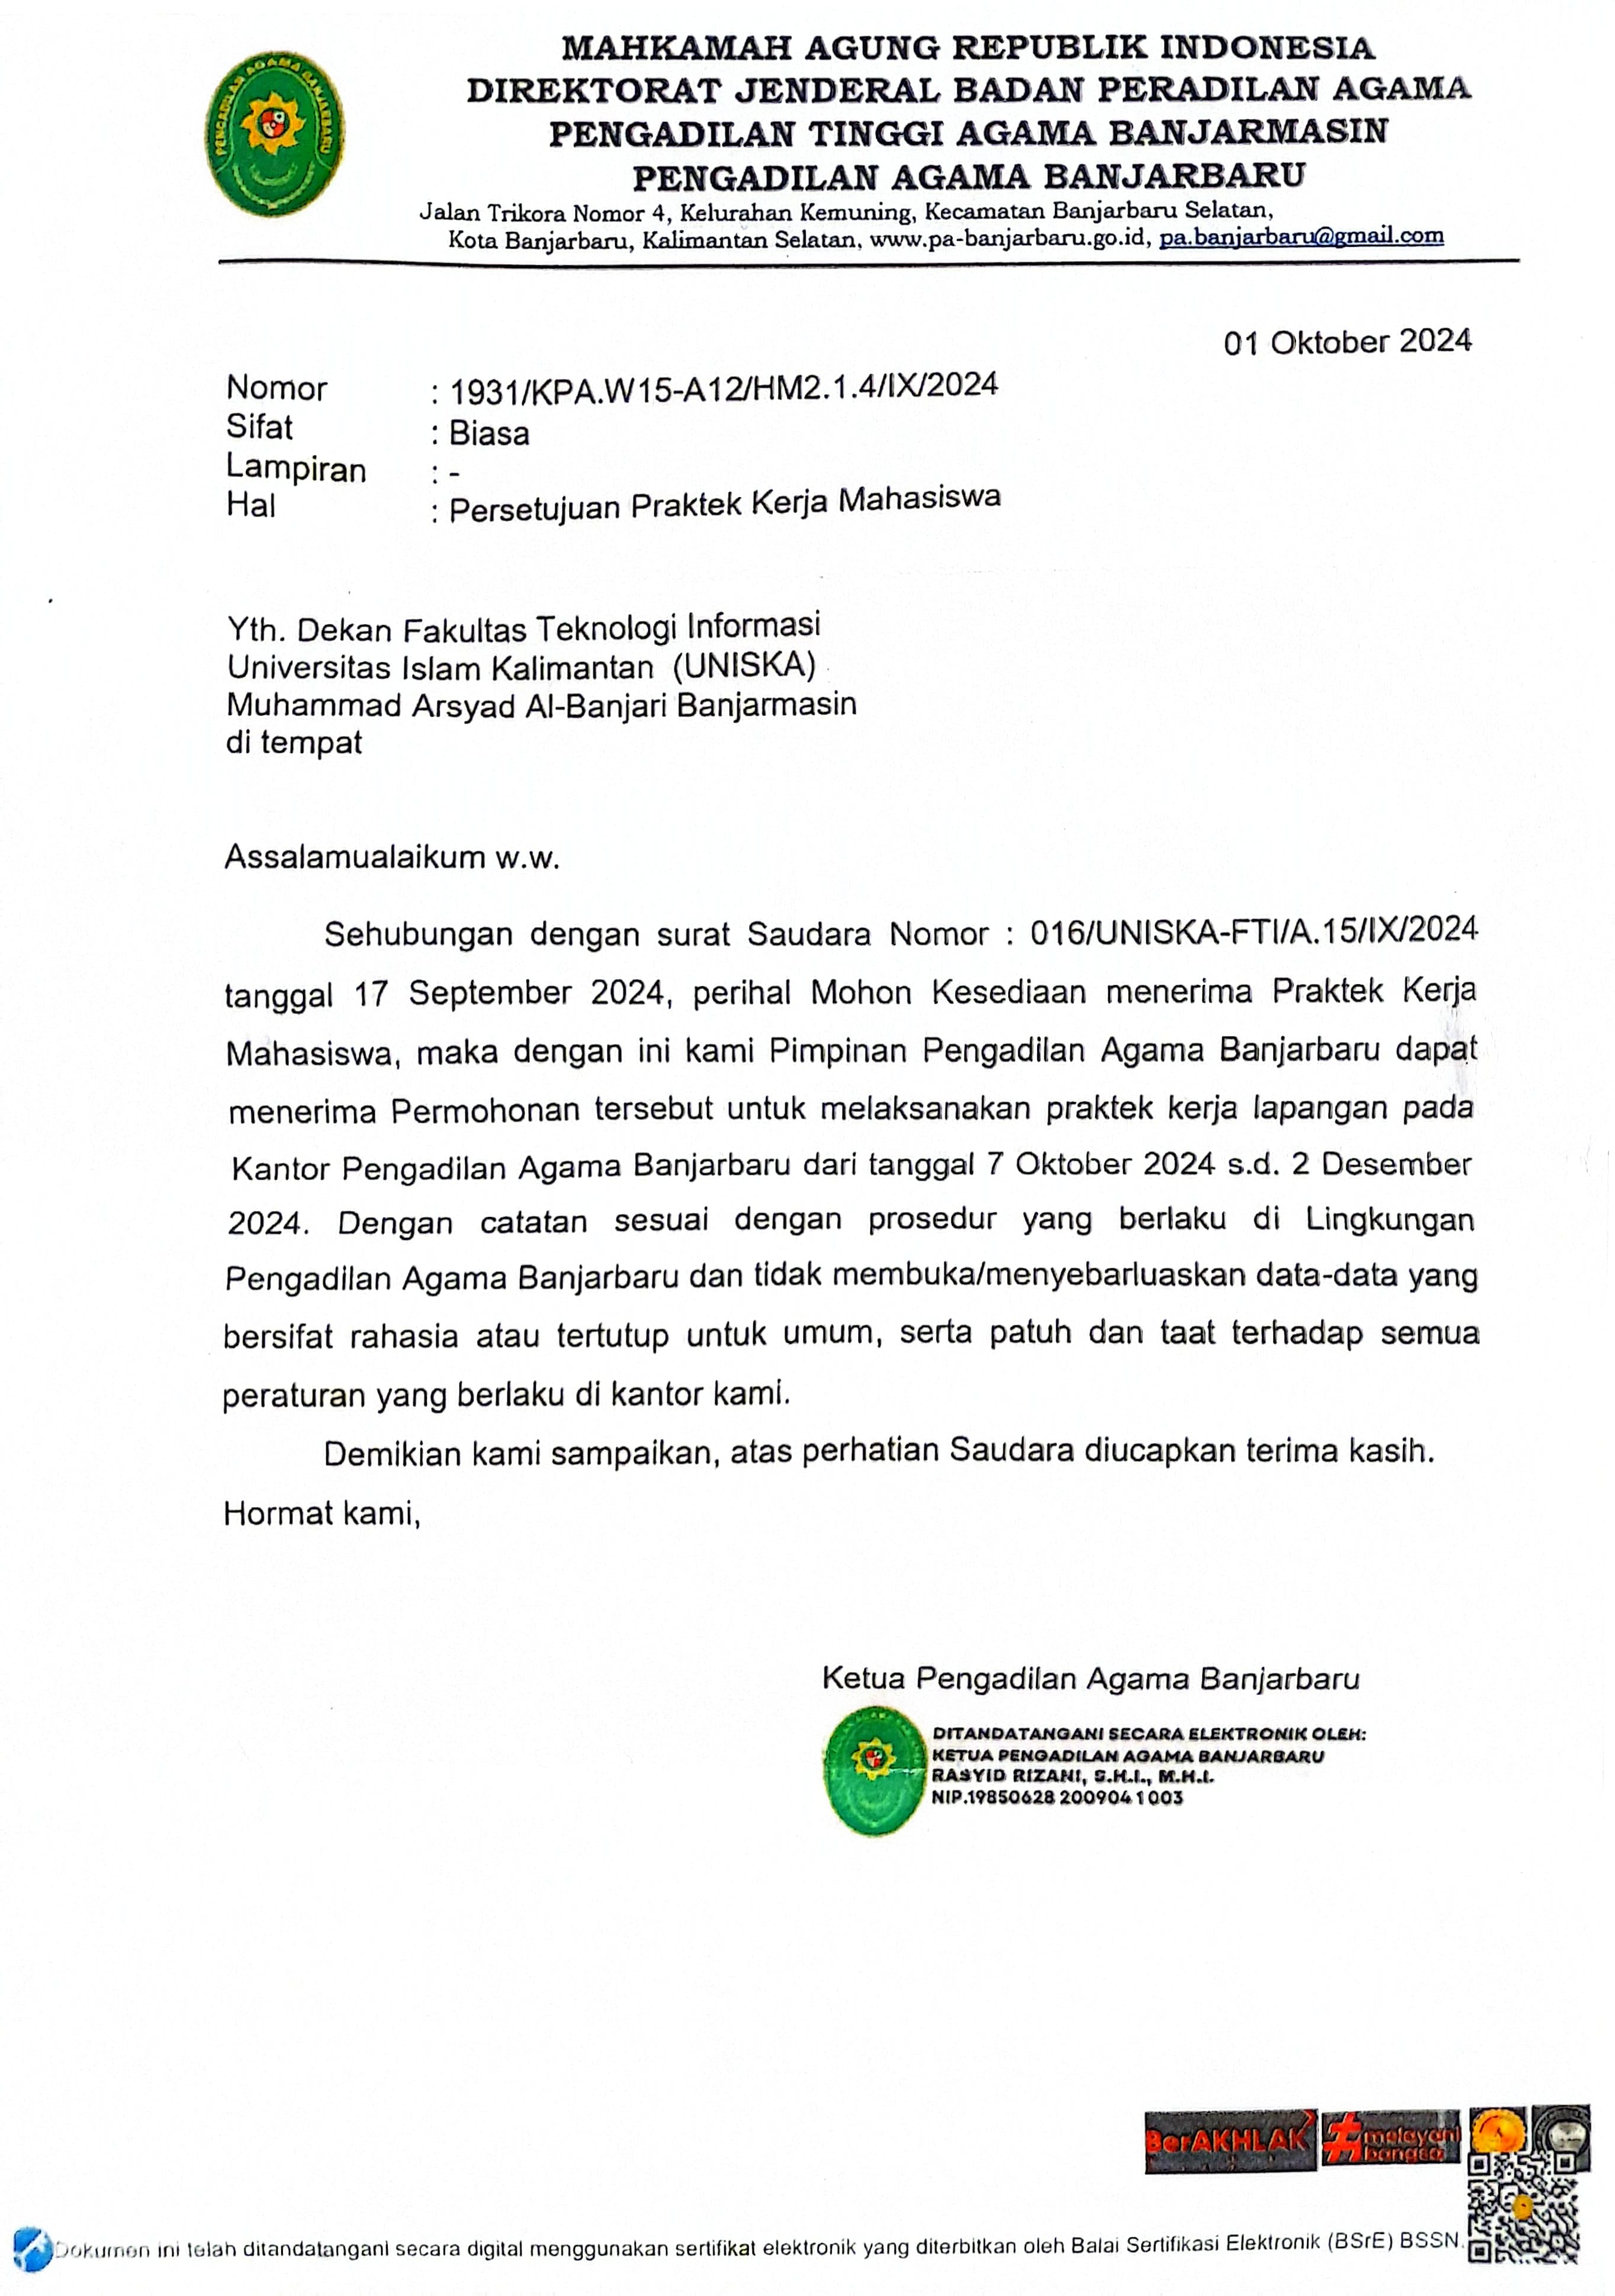 MAHKAMAH AGUNG REPUBLIK INDONESIA
DIREKTORAT JENDERAL BADAN PERADILAN AGAMA
PENGADILAN TINGGI AGAMA BANJARMASIN
PENGADILAN AGAMA BANJARBARU
Jalan Trikora Nomor 4, Kelurahan Kemuning, Kecamatan Banjarbaru Selatan,
Kota Banjarbaru, Kalimantan Selatan, www.pa-banjarbaru.go.id, pa.banjarbaru@gmail.com
PENGADILAN AGAMA BANJARBARU
01 Oktober 2024
Nomor : 1931/KPA.W15-A12/HM2.1.4/IX/2024
Sifat : Biasa
Lampiran : -
Hal : Persetujuan Praktek Kerja Mahasiswa
Yth. Dekan Fakultas Teknologi Informasi
Universitas Islam Kalimantan (UNISKA)
Muhammad Arsyad Al-Banjari Banjarmasin
di tempat
Assalamualaikum w.w.
Sehubungan dengan surat Saudara Nomor : 016/UNISKA-FTI/A.15/IX/2024
tanggal 17 September 2024, perihal Mohon Kesediaan menerima Praktek Kerja
Mahasiswa, maka dengan ini kami Pimpinan Pengadilan Agama Banjarbaru dapat
menerima Permohonan tersebut untuk melaksanakan praktek kerja lapangan pada
Kantor Pengadilan Agama Banjarbaru dari tanggal 7 Oktober 2024 s.d. 2 Desember
2024. Dengan catatan sesuai dengan prosedur yang berlaku di Lingkungan
Pengadilan Agama Banjarbaru dan tidak membuka/menyebarluaskan data-data yang
bersifat rahasia atau tertutup untuk umum, serta patuh dan taat terhadap semua
peraturan yang berlaku di kantor kami.
Demikian kami sampaikan, atas perhatian Saudara diucapkan terima kasih.
Hormat kami,
Ketua Pengadilan Agama Banjarbaru
DITANDATANGANI SECARA ELEKTRONIK OLEH:
KETUA PENGADILAN AGAMA BANJARBARU
RASYID RIZANI, S.H.I., M.H.I.
NIP.19850628 200904 1 003
BerAKHLAK
#melayani
bangsa
Dokumen ini telah ditandatangani secara digital menggunakan sertifikat elektronik yang diterbitkan oleh Balai Sertifikasi Elektronik (BSrE) BSSN.